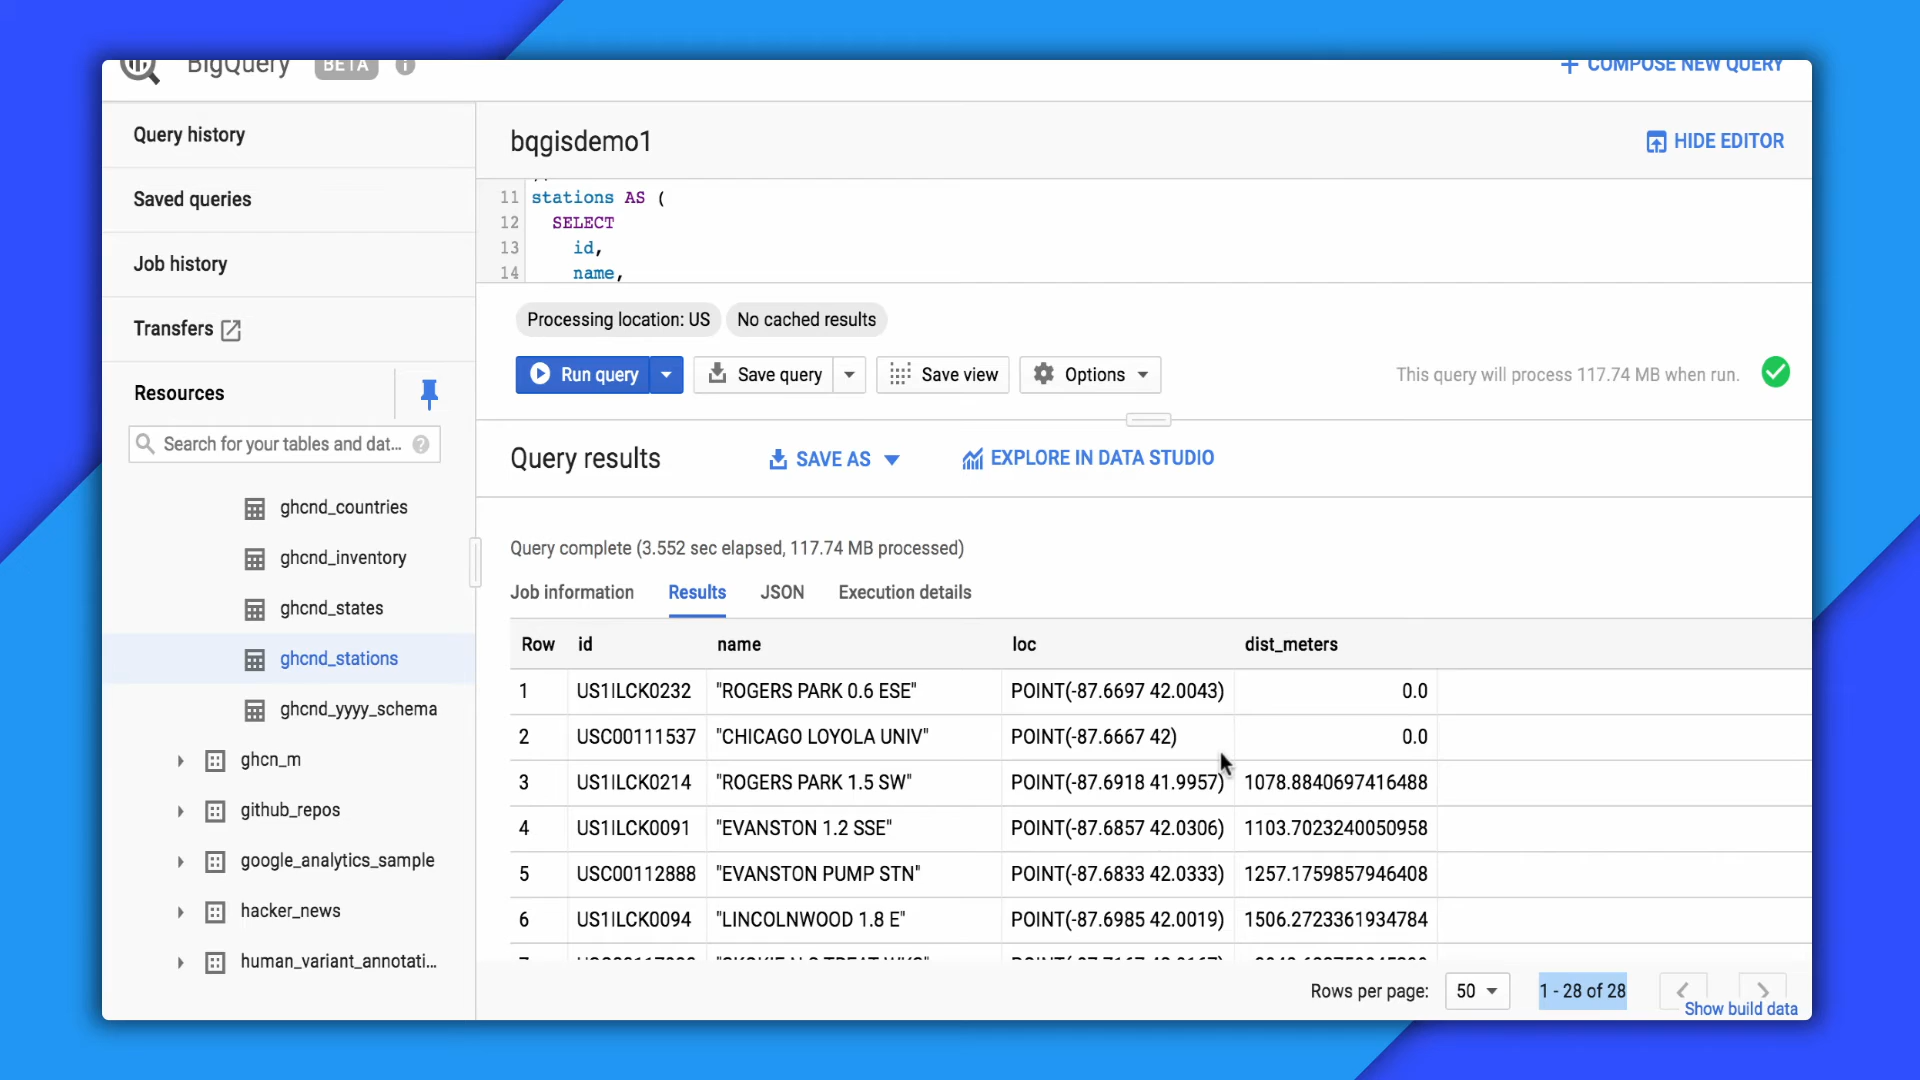 BigQuery BETA
+ COMPOSE NEW QUERY
Query history
Saved queries
Job history
Transfers
Resources
Search for your tables and dat...
ghcnd_countries
ghcnd_inventory
ghcnd_states
ghcnd_stations
ghcnd_yyyy_schema
ghcn_m
github_repos
google_analytics_sample
hacker_news
human_variant_annotati...
bqgisdemo1
HIDE EDITOR
11 stations AS (
12 SELECT
13 id,
14 name,
Processing location: US No cached results
Run query Save query Save view Options This query will process 117.74 MB when run.
Query results SAVE AS EXPLORE IN DATA STUDIO
Query complete (3.552 sec elapsed, 117.74 MB processed)
Job information Results JSON Execution details
Row id name loc dist_meters
1 US1ILCK0232 "ROGERS PARK 0.6 ESE" POINT(-87.6697 42.0043) 0.0
2 USC00111537 "CHICAGO LOYOLA UNIV" POINT(-87.6667 42) 0.0
3 US1ILCK0214 "ROGERS PARK 1.5 SW" POINT(-87.6918 41.9957) 1078.8840697416488
4 US1ILCK0091 "EVANSTON 1.2 SSE" POINT(-87.6857 42.0306) 1103.7023240050958
5 USC00112888 "EVANSTON PUMP STN" POINT(-87.6833 42.0333) 1257.1759857946408
6 US1ILCK0094 "LINCOLNWOOD 1.8 E" POINT(-87.6985 42.0019) 1506.2723361934784
Rows per page: 50 1 - 28 of 28
Show build data